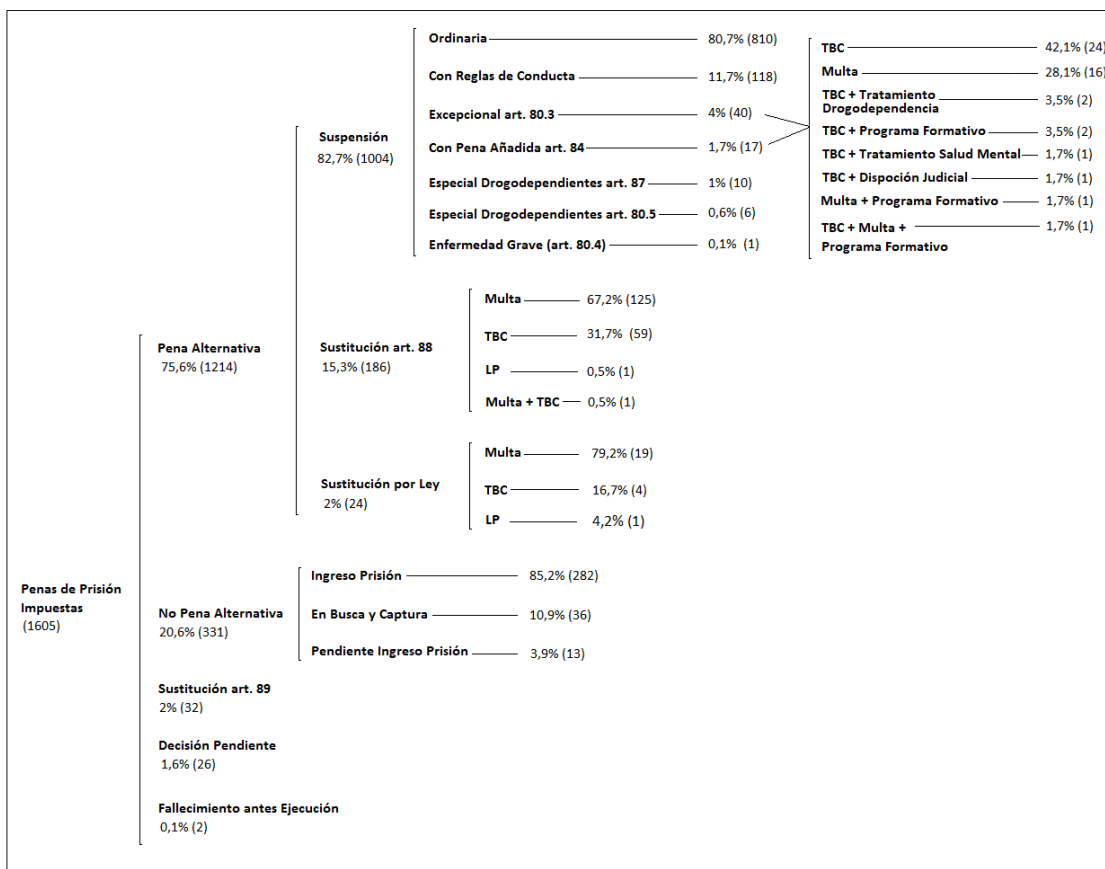 Ordinaria 80,7% (810)
Con Reglas de Conducta 11,7% (118)
Excepcional art. 80.3 4% (40)
Con Pena Añadida art. 84 1,7% (17)
Especial Drogodependientes art. 87 1% (10)
Especial Drogodependientes art. 80.5 0,6% (6)
Enfermedad Grave (art. 80.4) 0,1% (1)
TBC 42,1% (24)
Multa 28,1% (16)
TBC + Tratamiento
Drogodependencia 3,5% (2)
TBC + Programa Formativo 3,5% (2)
TBC + Tratamiento Salud Mental 1,7% (1)
TBC + Dispoción Judicial 1,7% (1)
Multa + Programa Formativo 1,7% (1)
TBC + Multa + 1,7% (1)
Programa Formativo
Suspensión
82,7% (1004)
Multa 67,2% (125)
TBC 31,7% (59)
LP 0,5% (1)
Multa + TBC 0,5% (1)
Sustitución art. 88
15,3% (186)
Pena Alternativa
75,6% (1214)
Multa 79,2% (19)
TBC 16,7% (4)
LP 4,2% (1)
Sustitución por Ley
2% (24)
Penas de Prisión
Impuestas
(1605)
Ingreso Prisión 85,2% (282)
En Busca y Captura 10,9% (36)
Pendiente Ingreso Prisión 3,9% (13)
No Pena Alternativa
20,6% (331)
Sustitución art. 89
2% (32)
Decisión Pendiente
1,6% (26)
Fallecimiento antes Ejecución
0,1% (2)